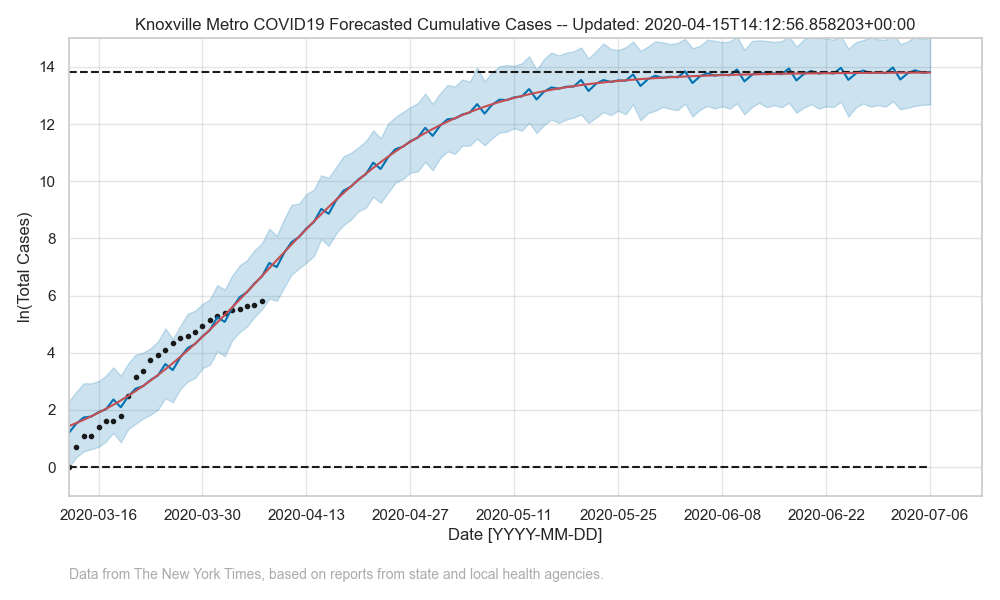 Knoxville Metro COVID19 Forecasted Cumulative Cases -- Updated: 2020-04-15T14:12:56.858203+00:00
14
12
10
8
6
4
2
0
ln(Total Cases)
2020-03-16 2020-03-30 2020-04-13 2020-04-27 2020-05-11 2020-05-25 2020-06-08 2020-06-22 2020-07-06
Date [YYYY-MM-DD]
Data from The New York Times, based on reports from state and local health agencies.